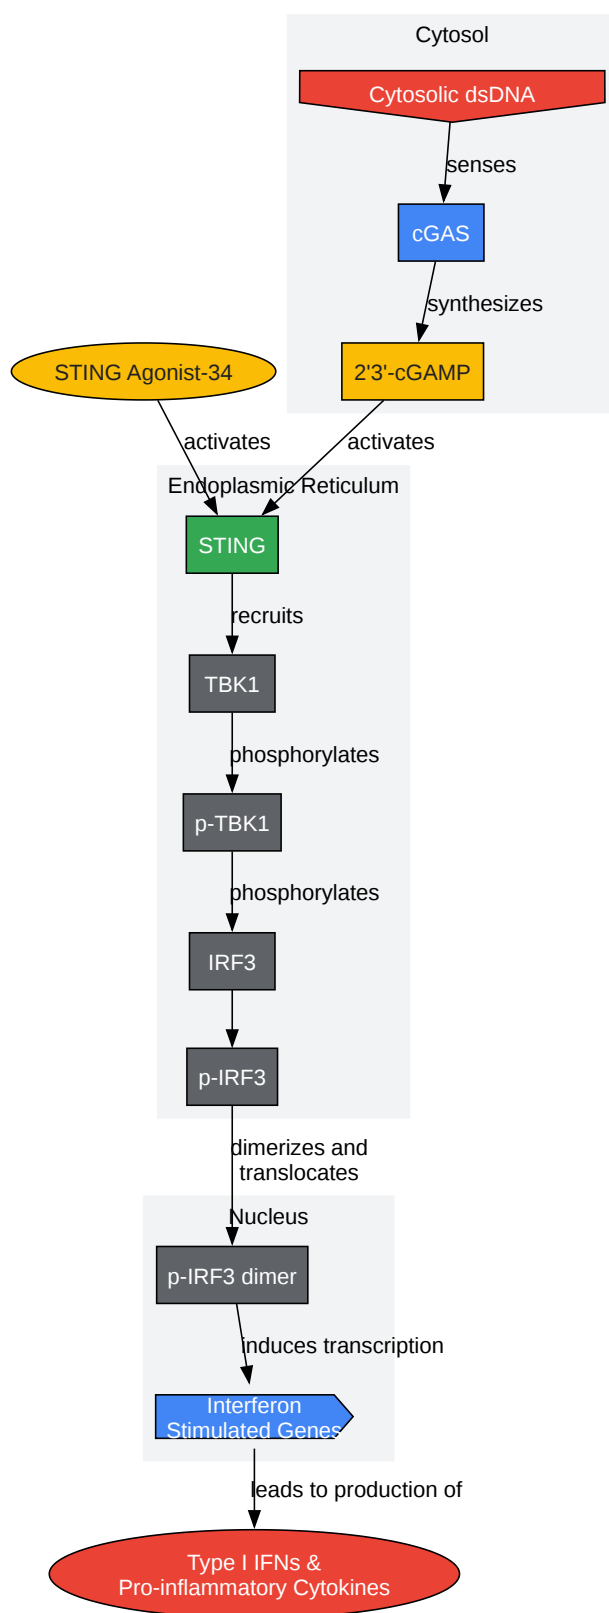 Cytosol
Cytosolic dsDNA
senses
cGAS
synthesizes
STING Agonist-34
2'3'-cGAMP
activates
activates
Endoplasmic Reticulum
STING
recruits
TBK1
phosphorylates
p-TBK1
phosphorylates
IRF3
p-IRF3
dimerizes and
translocates
Nucleus
p-IRF3 dimer
induces transcription
Interferon
Stimulated Genes
leads to production of
Type I IFNs &
Pro-inflammatory Cytokines